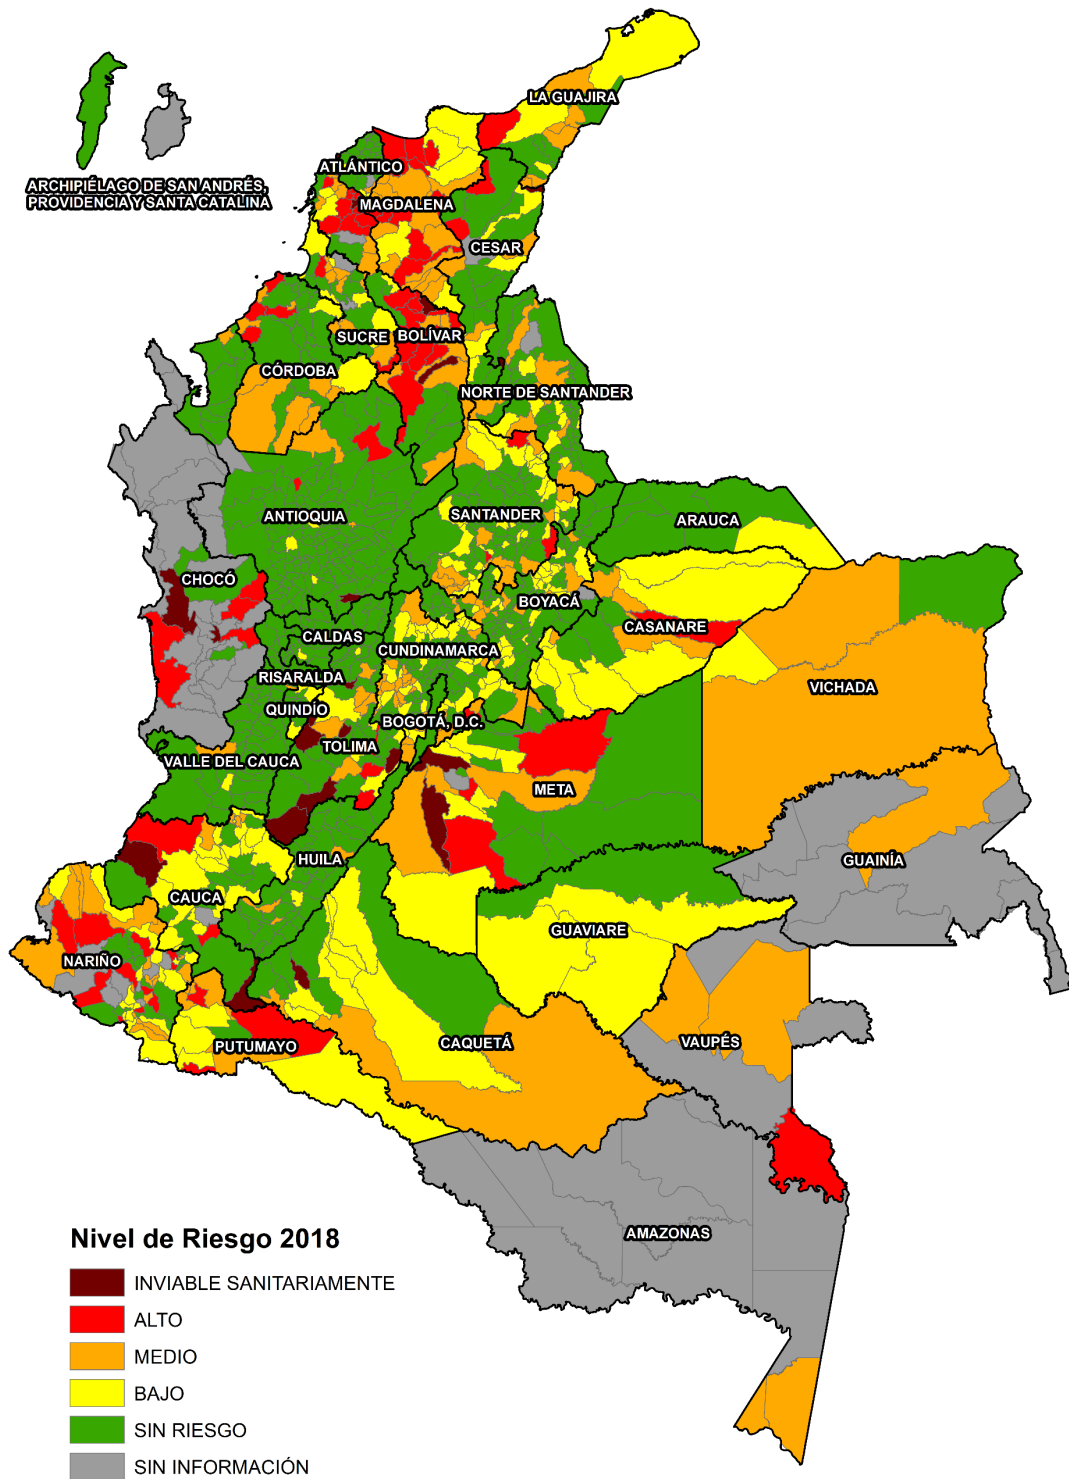 LA GUAJIRA
ATLÁNTICO
ARCHIPIÉLAGO DE SAN ANDRÉS,
PROVIDENCIA Y SANTA CATALINA
MAGDALENA
CESAR
SUCRE
BOLÍVAR
CÓRDOBA
NORTE DE SANTANDER
ANTIOQUIA
SANTANDER
ARAUCA
CHOCÓ
BOYACÁ
CASANARE
CALDAS
CUNDINAMARCA
RISARALDA
VICHADA
QUINDÍO
BOGOTÁ, D.C.
TOLIMA
VALLE DEL CAUCA
META
HUILA
GUAINÍA
CAUCA
GUAVIARE
NARIÑO
PUTUMAYO
CAQUETÁ
VAUPÉS
AMAZONAS
Nivel de Riesgo 2018
INVIABLE SANITARIAMENTE
ALTO
MEDIO
BAJO
SIN RIESGO
SIN INFORMACIÓN